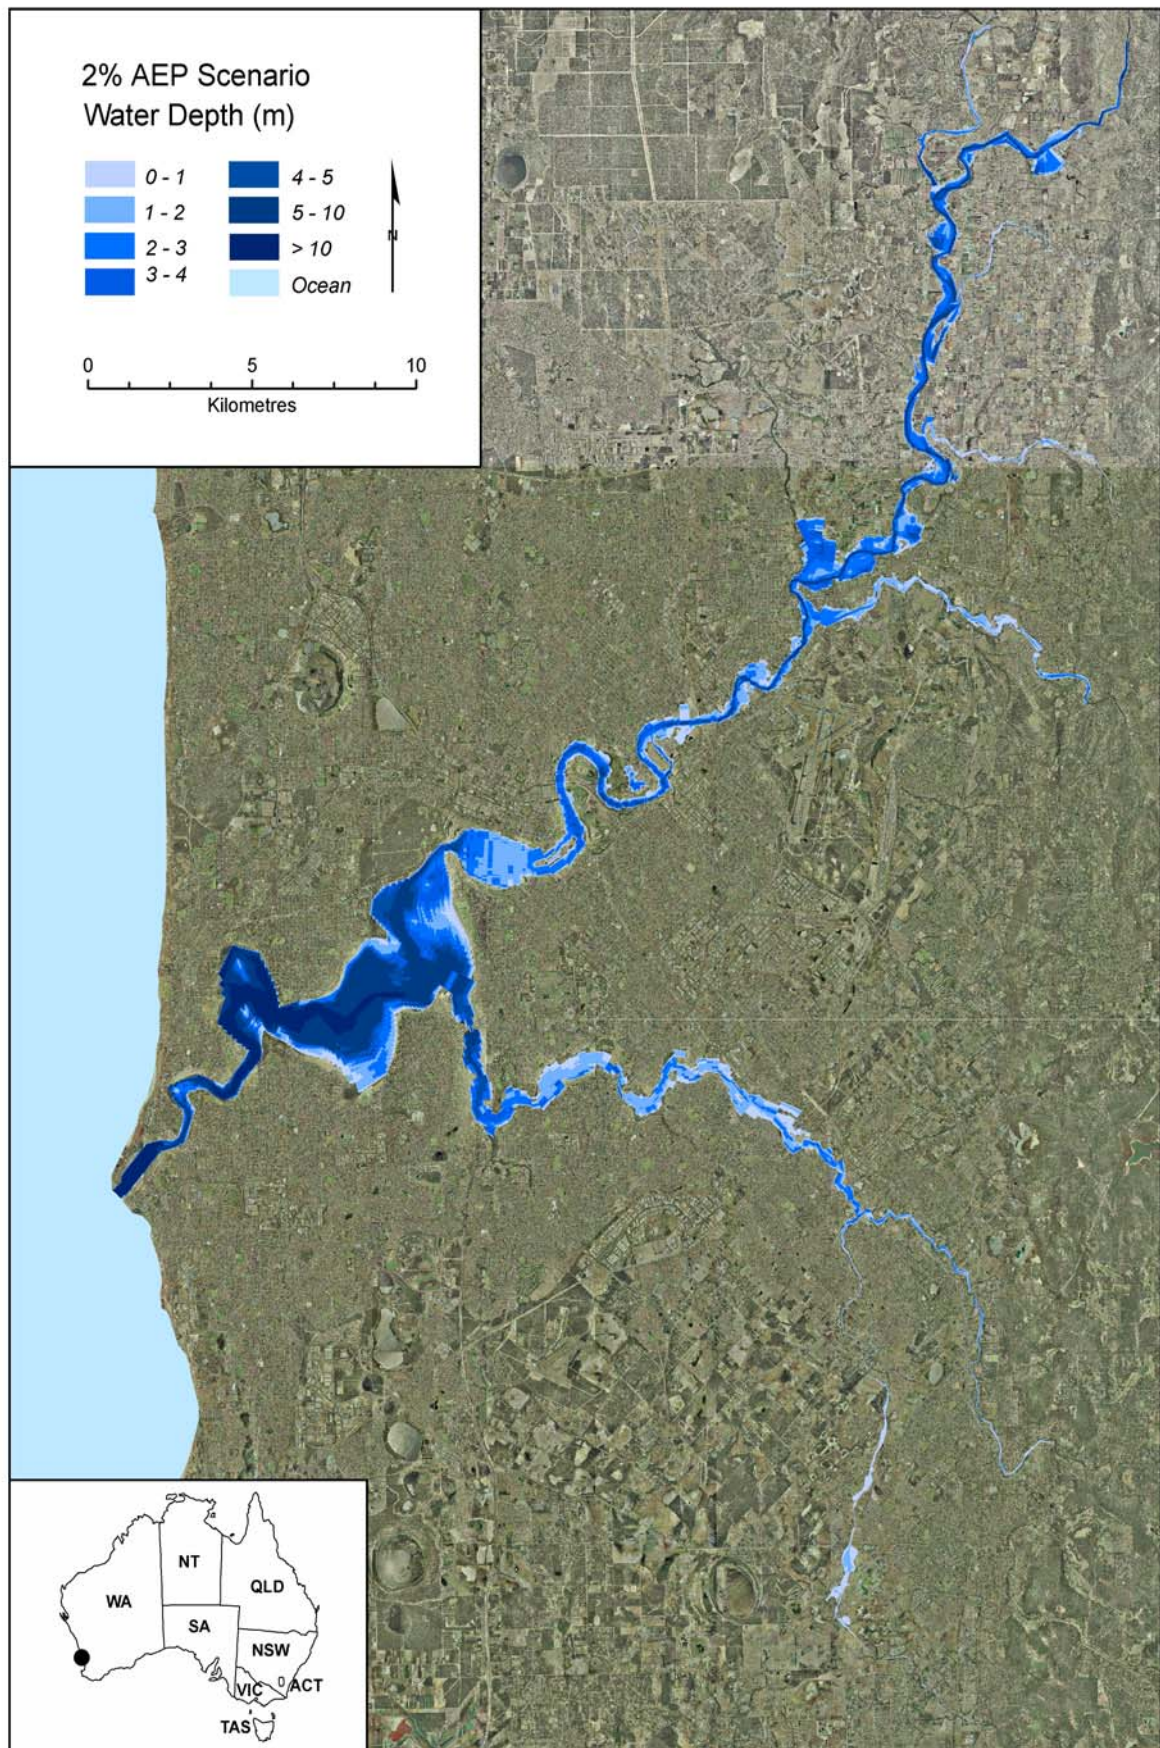 2% AEP Scenario
Water Depth (m)
0 - 1
1 - 2
2 - 3
3 - 4
4 - 5
5 - 10
> 10
Ocean
N
0 5 10
Kilometres
NT
WA
QLD
SA
NSW
VIC ACT
TAS